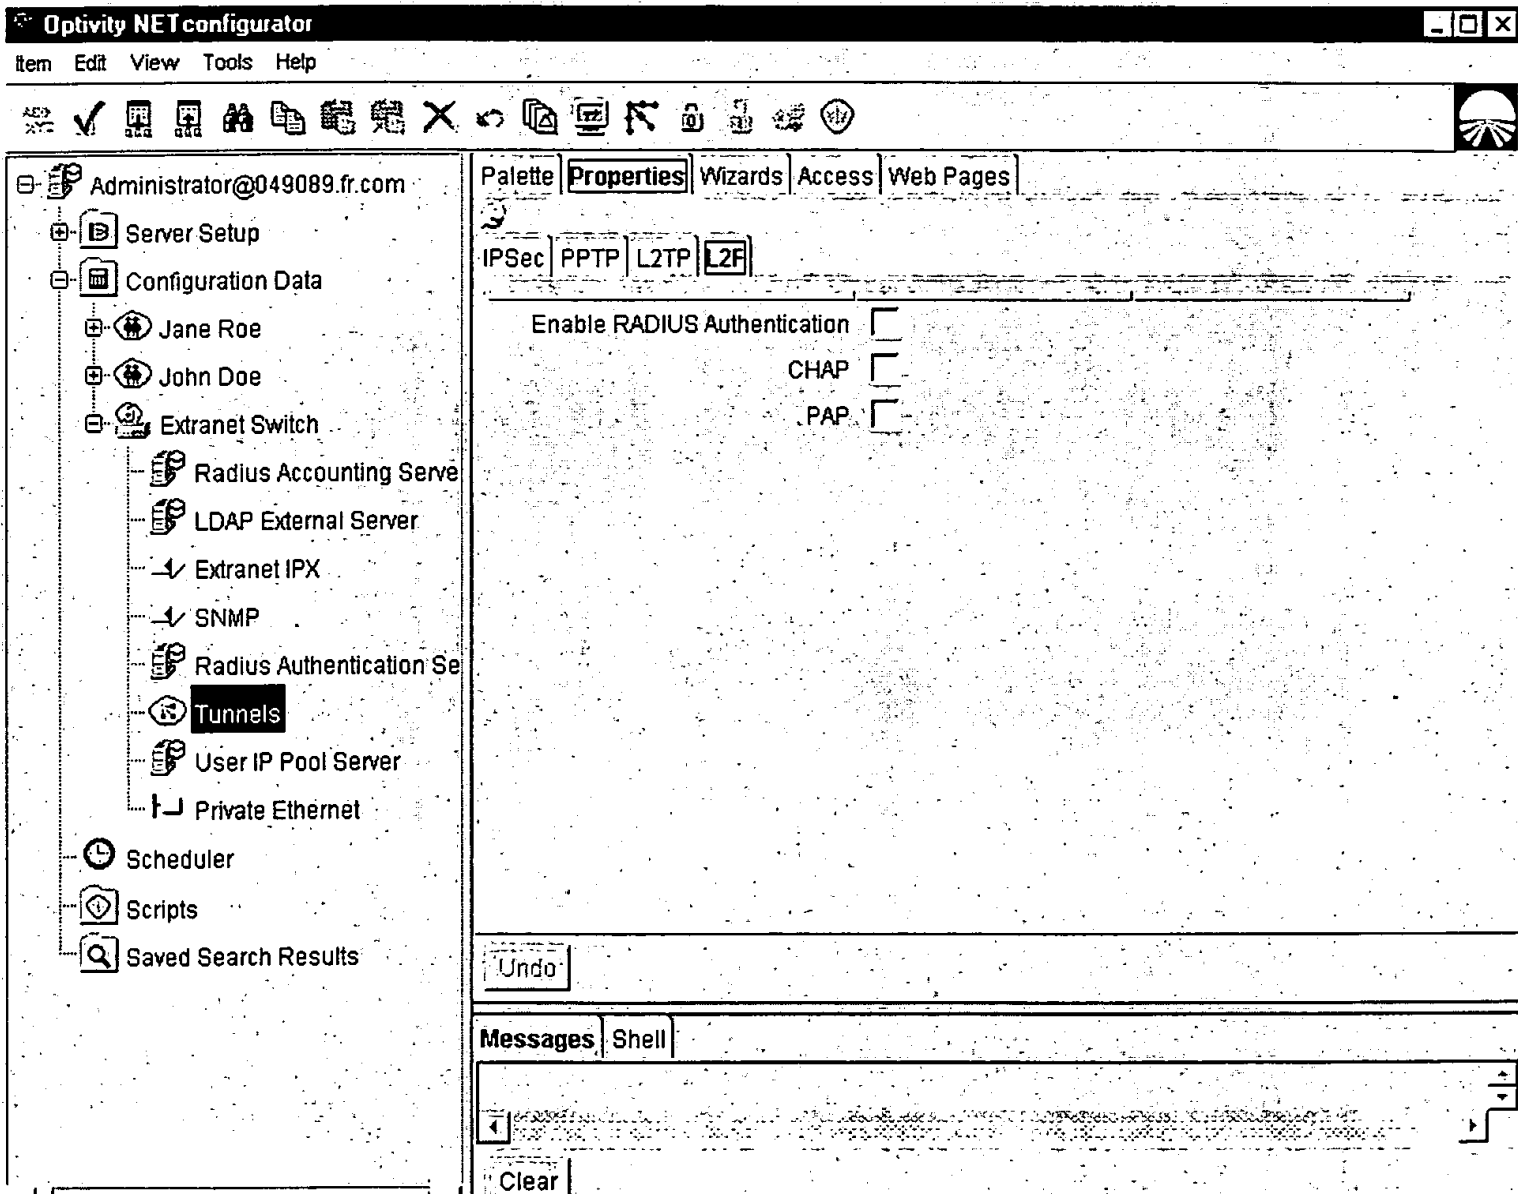 Optivity NETconfigurator
Item Edit View Tools Help
Administrator@049089.fr.com
Server Setup
Configuration Data
Jane Roe
John Doe
Extranet Switch
Radius Accounting Serve
LDAP External Server
Extranet IPX
SNMP
Radius Authentication Se
Tunnels
User IP Pool Server
Private Ethernet
Scheduler
Scripts
Saved Search Results
Palette Properties Wizards Access Web Pages
IPSec PPTP L2TP L2F
Enable RADIUS Authentication
CHAP
PAP
Undo
Messages Shell
Clear